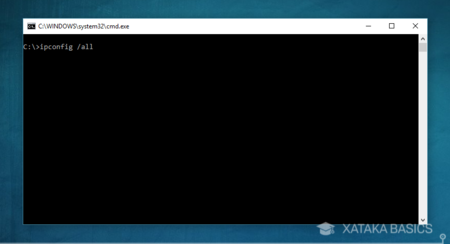 C:\WINDOWS\system32\cmd.exe
C:\>ipconfig /all
XATAKA BASICS